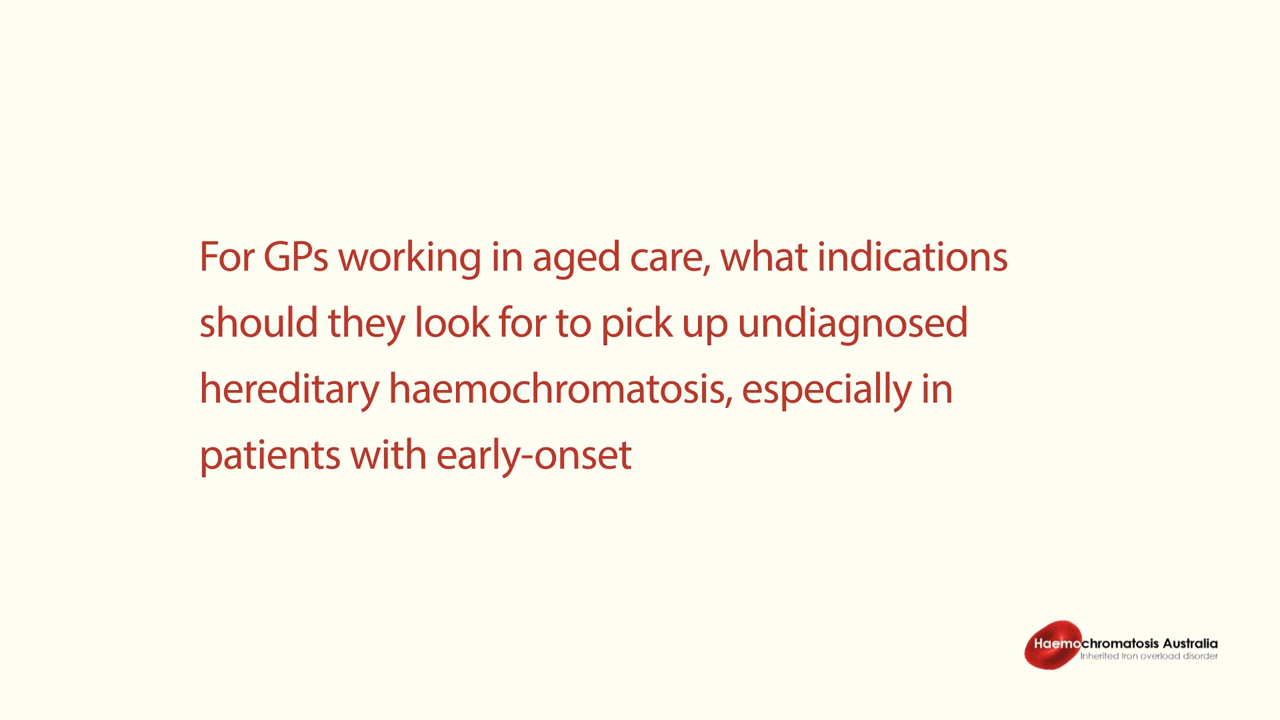 For GPs working in aged care, what indications
should they look for to pick up undiagnosed
hereditary haemochromatosis, especially in
patients with early-onset
Haemochromatosis Australia
Inherited iron overload disorder